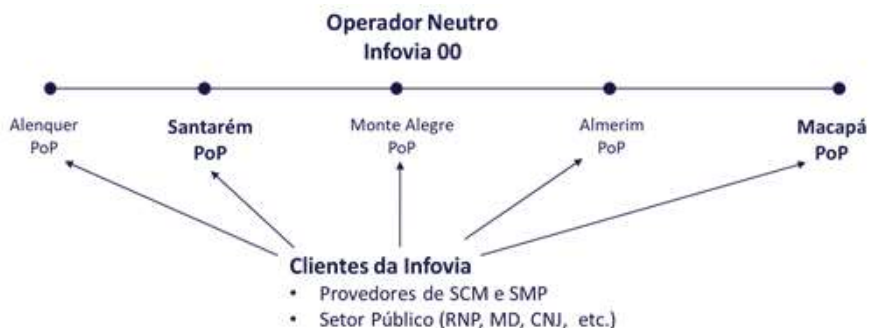 Operador Neutro
Infovia 00
Alenquer
PoP
Santarém
PoP
Monte Alegre
PoP
Almerim
PoP
Macapá
PoP
Clientes da Infovia
• Provedores de SCM e SMP
• Setor Público (RNP, MD, CNJ, etc.)